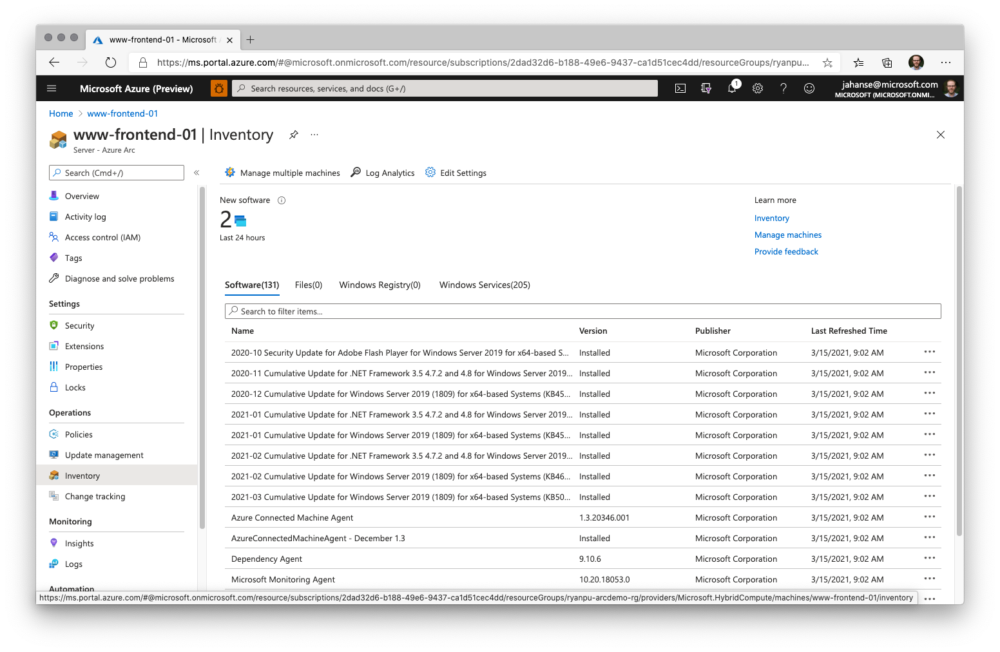 www-frontend-01 - Microsoft
https://ms.portal.azure.com/#@microsoft.onmicrosoft.com/resource/subscriptions/2dad32d6-b188-49e6-9437-ca1d51cec4dd/resourceGroups/ryanpu...
Microsoft Azure (Preview)
Search resources, services, and docs (G+/)
1
jahanse@microsoft.com
MICROSOFT (MICROSOFT.ONMI...
Home > www-frontend-01
www-frontend-01 | Inventory
Server - Azure Arc
Search (Cmd+/)
Overview
Activity log
Access control (IAM)
Tags
Diagnose and solve problems
Settings
Security
Extensions
Properties
Locks
Operations
Policies
Update management
Inventory
Change tracking
Monitoring
Insights
Logs
Automation
Manage multiple machines Log Analytics Edit Settings
New software
2
Last 24 hours
Learn more
Inventory
Manage machines
Provide feedback
Software(131) Files(0) Windows Registry(0) Windows Services(205)
Search to filter items...
Name Version Publisher Last Refreshed Time
2020-10 Security Update for Adobe Flash Player for Windows Server 2019 for x64-based S... Installed Microsoft Corporation 3/15/2021, 9:02 AM
2020-11 Cumulative Update for .NET Framework 3.5 4.7.2 and 4.8 for Windows Server 2019... Installed Microsoft Corporation 3/15/2021, 9:02 AM
2020-12 Cumulative Update for Windows Server 2019 (1809) for x64-based Systems (KB45... Installed Microsoft Corporation 3/15/2021, 9:02 AM
2021-01 Cumulative Update for .NET Framework 3.5 4.7.2 and 4.8 for Windows Server 2019... Installed Microsoft Corporation 3/15/2021, 9:02 AM
2021-01 Cumulative Update for Windows Server 2019 (1809) for x64-based Systems (KB45... Installed Microsoft Corporation 3/15/2021, 9:02 AM
2021-02 Cumulative Update for .NET Framework 3.5 4.7.2 and 4.8 for Windows Server 2019... Installed Microsoft Corporation 3/15/2021, 9:02 AM
2021-02 Cumulative Update for Windows Server 2019 (1809) for x64-based Systems (KB46... Installed Microsoft Corporation 3/15/2021, 9:02 AM
2021-03 Cumulative Update for Windows Server 2019 (1809) for x64-based Systems (KB50... Installed Microsoft Corporation 3/15/2021, 9:02 AM
Azure Connected Machine Agent 1.3.20346.001 Microsoft Corporation 3/15/2021, 9:02 AM
AzureConnectedMachineAgent - December 1.3 Installed Microsoft Corporation 3/15/2021, 9:02 AM
Dependency Agent 9.10.6 Microsoft Corporation 3/15/2021, 9:02 AM
Microsoft Monitoring Agent 10.20.18053.0 Microsoft Corporation 3/15/2021, 9:02 AM
https://ms.portal.azure.com/#@microsoft.onmicrosoft.com/resource/subscriptions/2dad32d6-b188-49e6-9437-ca1d51cec4dd/resourceGroups/ryanpu-arcdemo-rg/providers/Microsoft.HybridCompute/machines/www-frontend-01/inventory